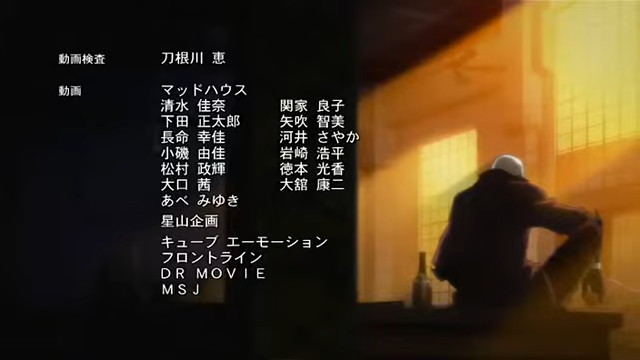 動画検査 刀根川 恵
動画 マッドハウス
清水 佳奈 関家 良子
下田 正太郎 矢吹 智美
長命 幸佳 河井 さやか
小磯 由佳 岩崎 浩平
松村 政輝 徳本 光香
大口 茜 大舘 康二
あべ みゆき
星山企画
キューブ エーモーション
フロントライン
DR MOVIE
MSJ